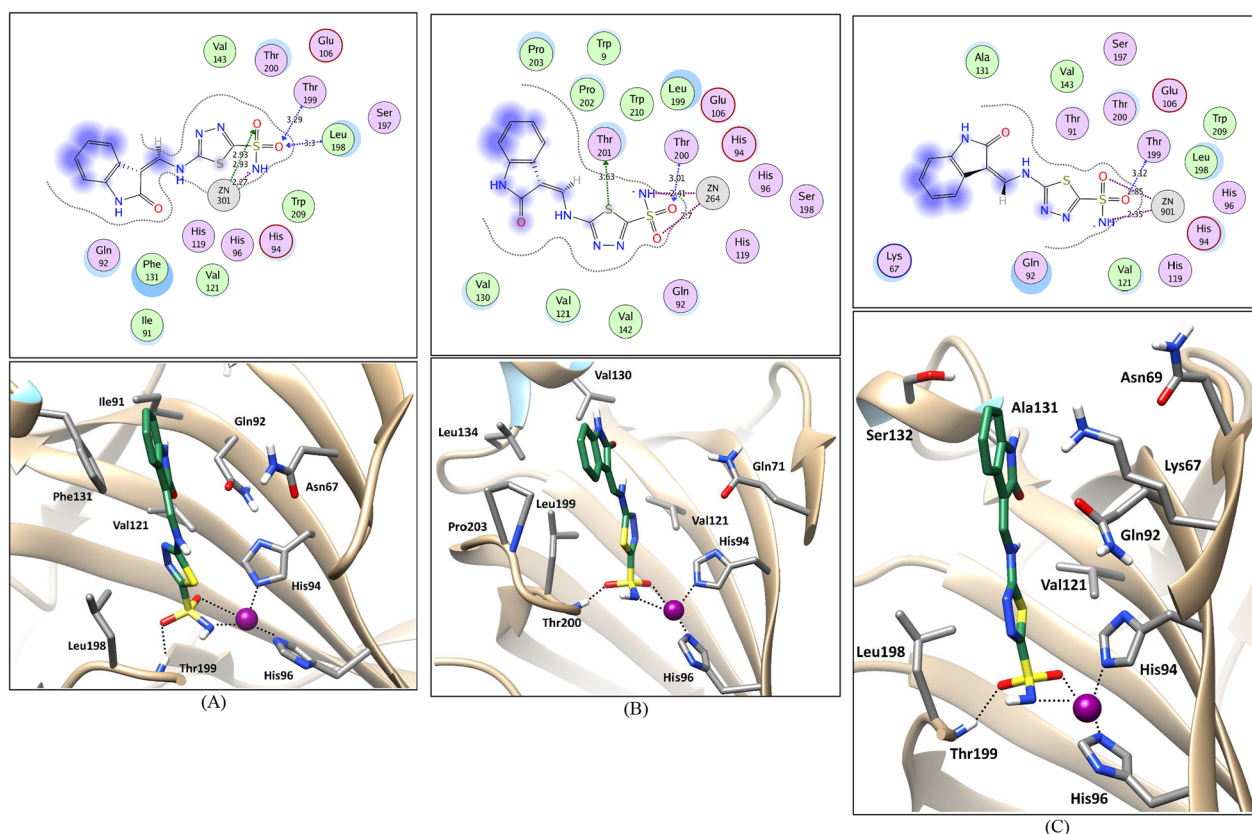 Val
143
Thr
200
Glu
106
Thr
199
Ser
197
Leu
198
3.29
3.3
H
N
N
S
N
H
O
S
O
NH
2.93
2.93
2.27
ZN
301
N
H
O
Trp
209
His
119
His
96
His
94
Gln
92
Phe
131
Val
121
Ile
91
Pro
203
Trp
9
Pro
202
Trp
210
Leu
199
Glu
106
Thr
201
Thr
200
His
94
His
96
Ser
198
3.63
3.01
2.41
2.7
ZN
264
HN
O
H
N
H
S
N
N
-
NH
S
O
O
His
119
Val
130
Val
121
Val
142
Gln
92
Ser
197
Ala
131
Val
143
Glu
106
Thr
91
Thr
200
Trp
209
Thr
199
Leu
198
His
96
His
94
3.12
2.85
2.35
ZN
901
H
N
O
H
N
H
S
N
N
O
S
O
-
NH
Lys
67
Gln
92
Val
121
His
119
Ile91
Gln92
Asn67
Phe131
Val121
His94
Leu198
Thr199
His96
(A)
Val130
Leu134
Gln71
Leu199
Pro203
Val121
His94
Thr200
His96
(B)
Asn69
Ala131
Ser132
Lys67
Gln92
Val121
Leu198
His94
Thr199
His96
(C)